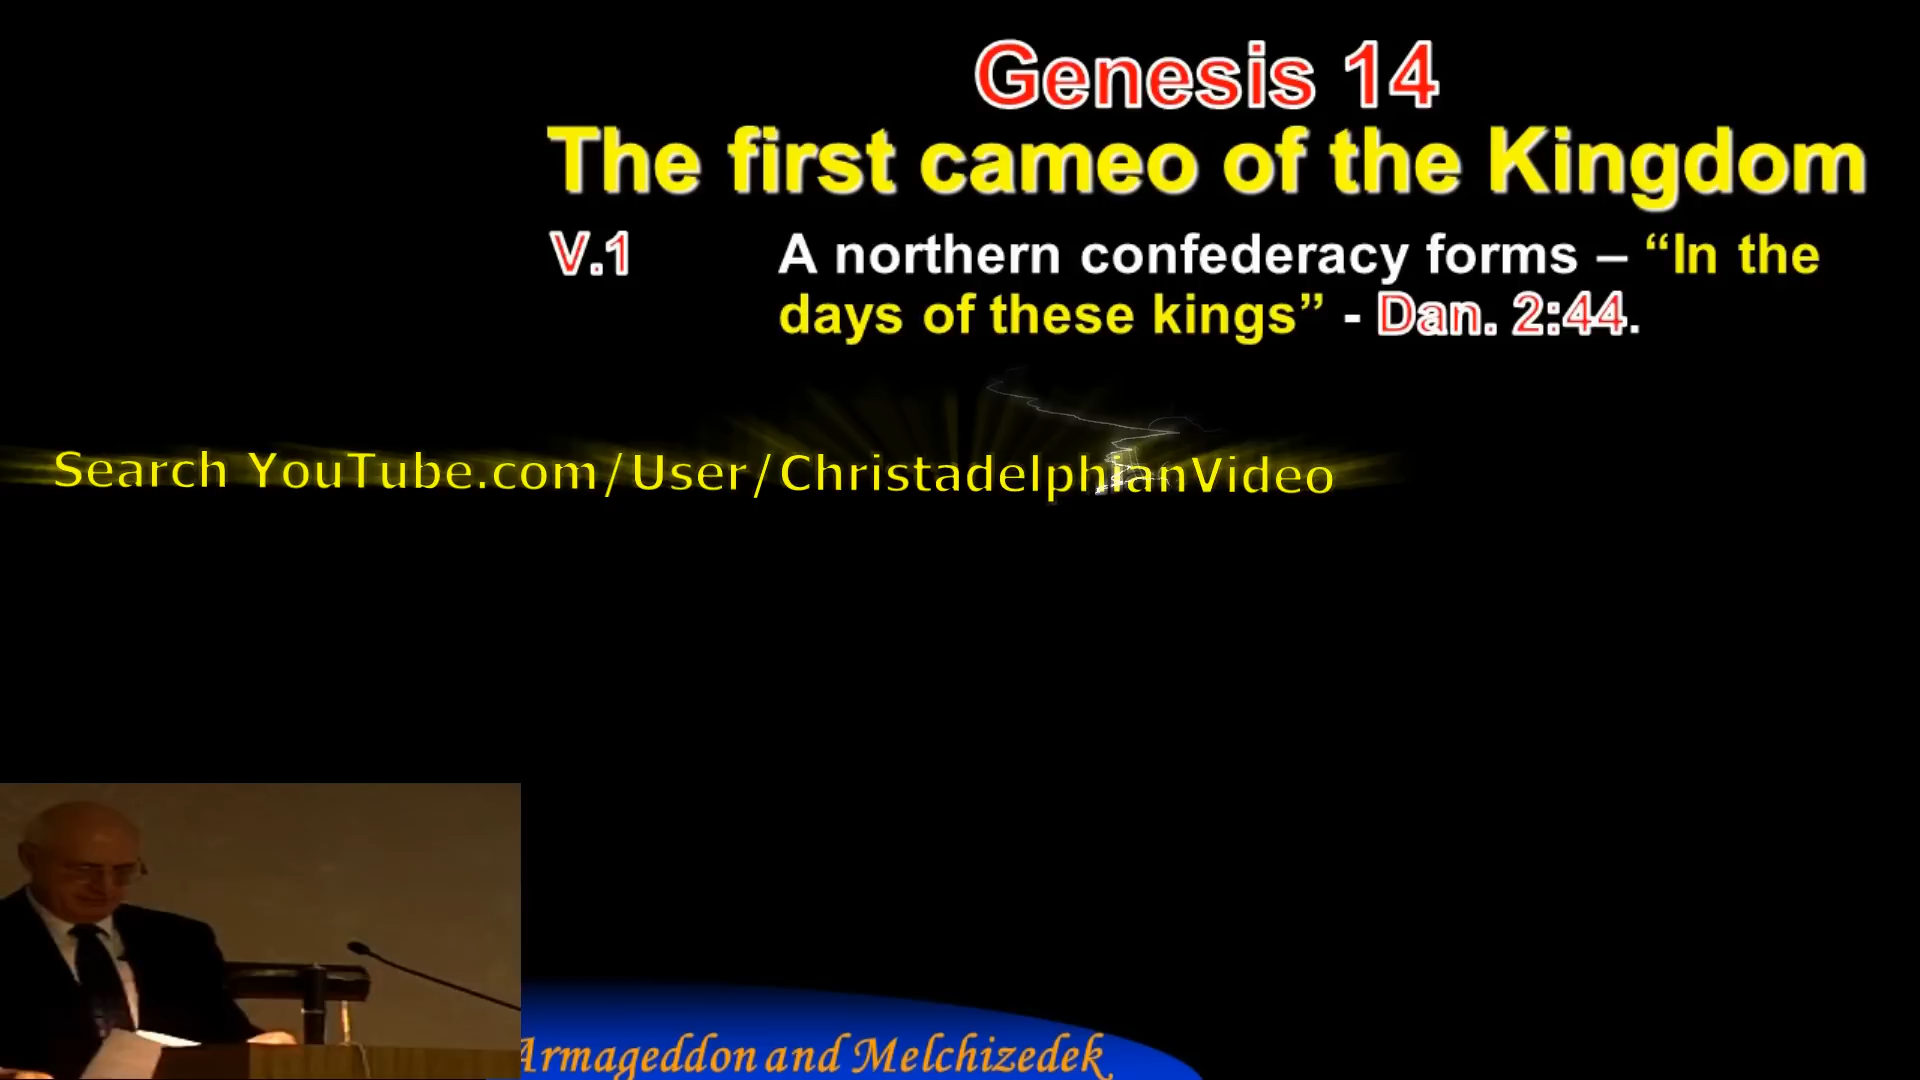 Genesis 14
The first cameo of the Kingdom
V.1 A northern confederacy forms – “In the
days of these kings” - Dan. 2:44.
Search YouTube.com/User/ChristadelphianVideo
Armageddon and Melchizedek